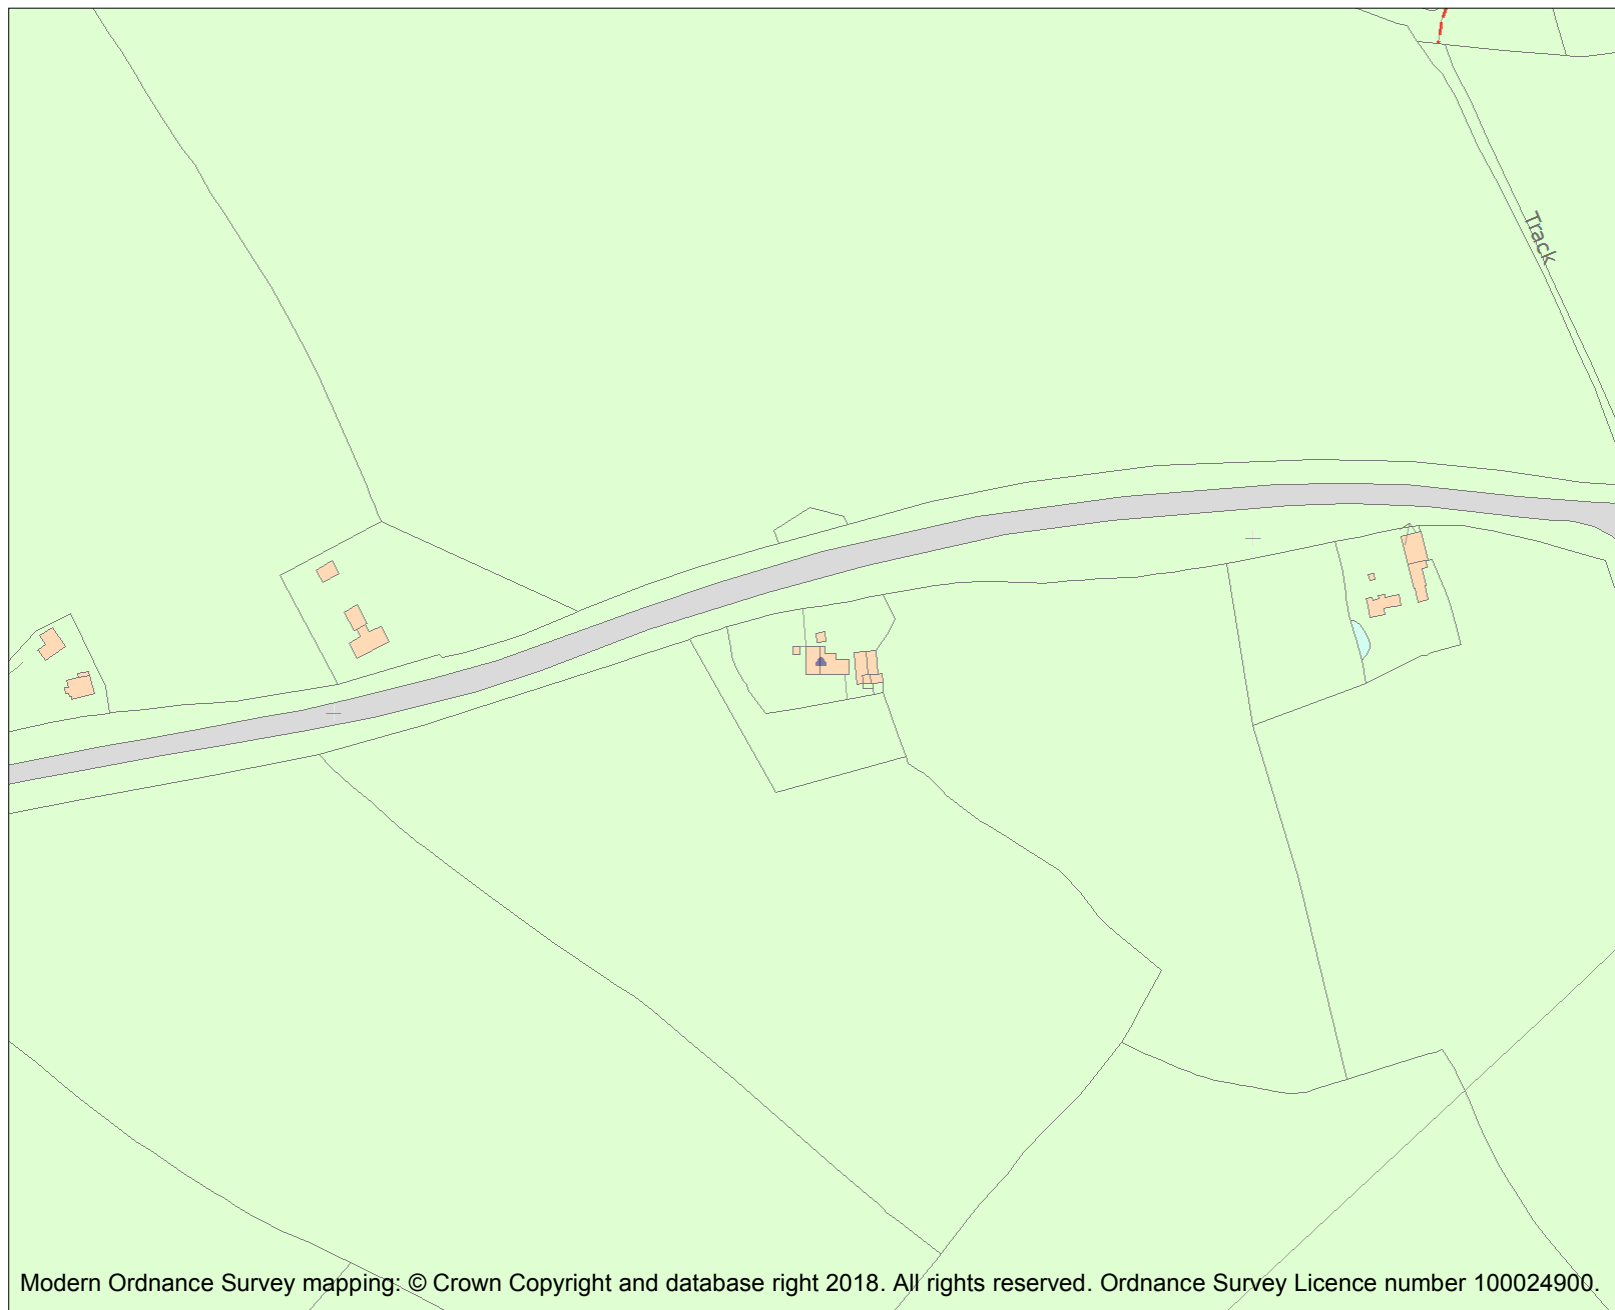 Track
Modern Ordnance Survey mapping: © Crown Copyright and database right 2018. All rights reserved. Ordnance Survey Licence number 100024900.